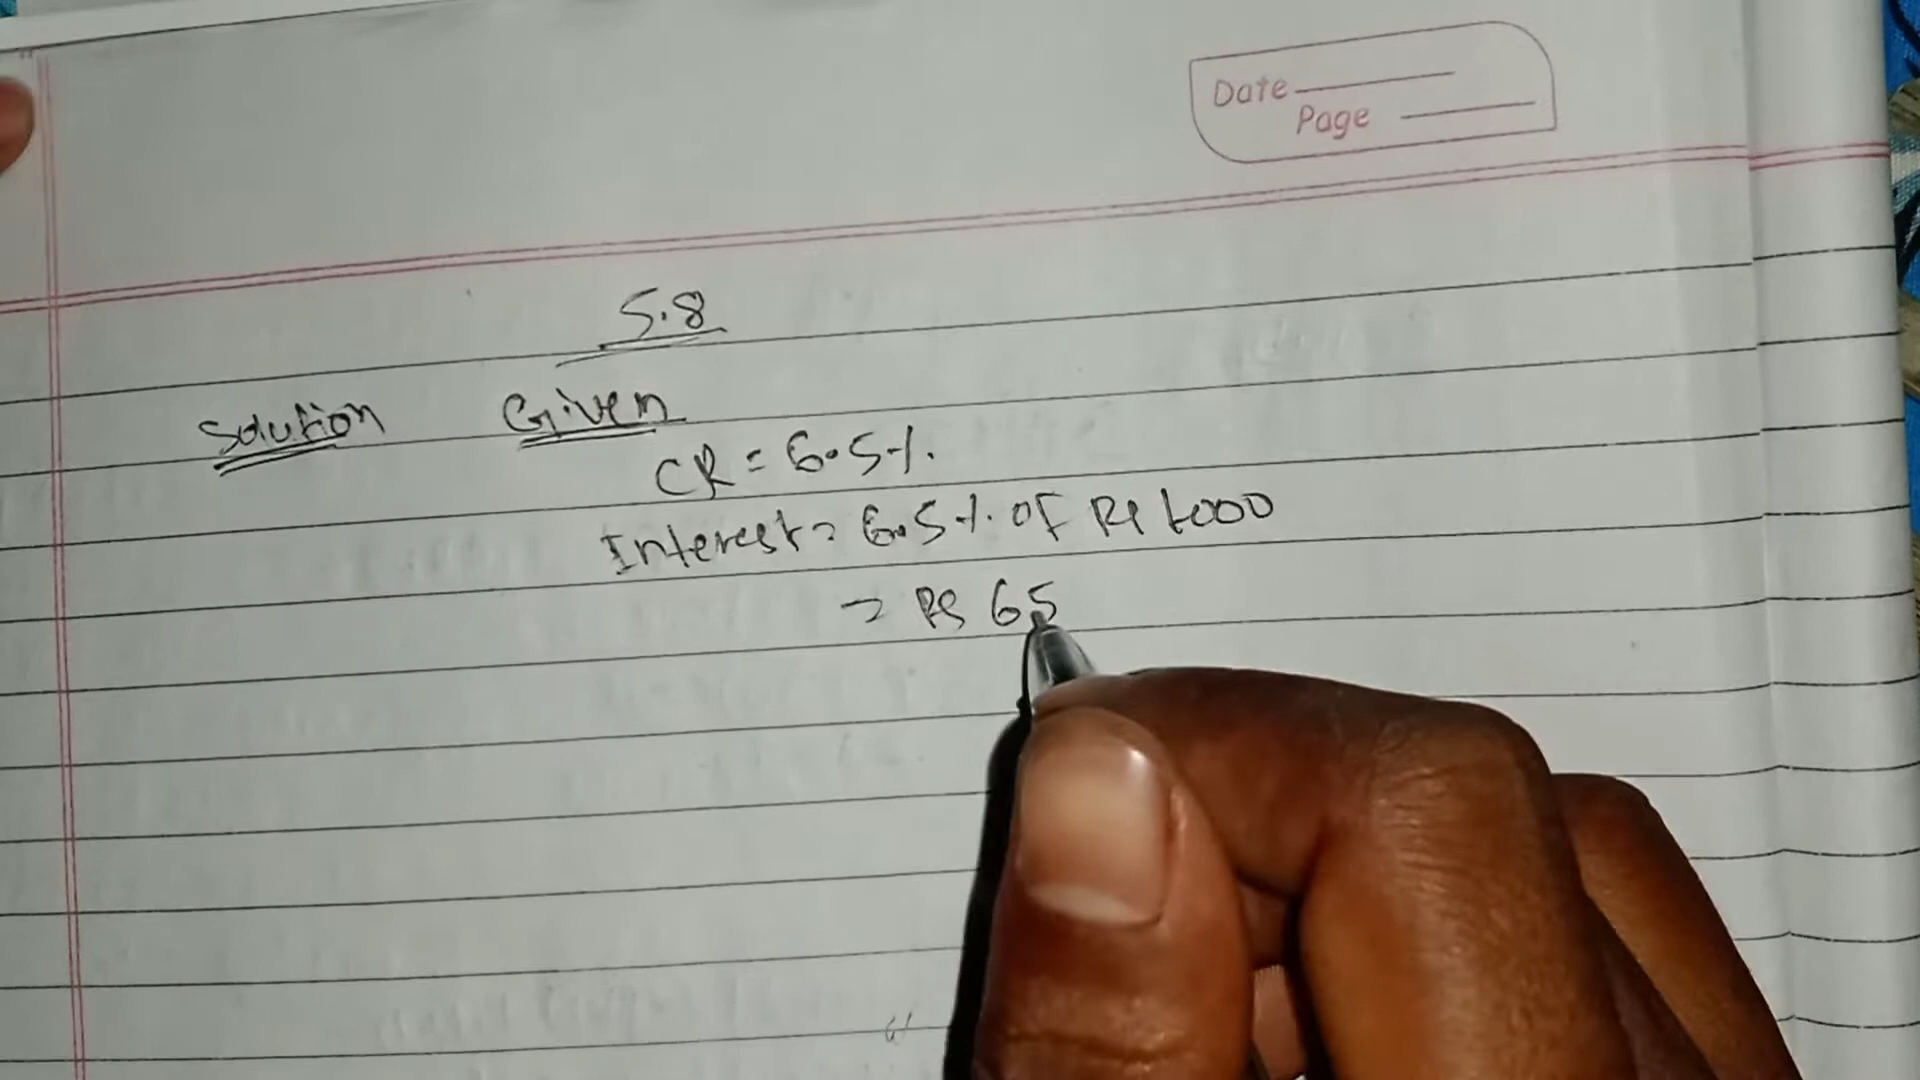 Date
Page
5.8
Solution Given
CR = 6.5%.
Interest = 6.5%. of Rs 1000
= Rs 65